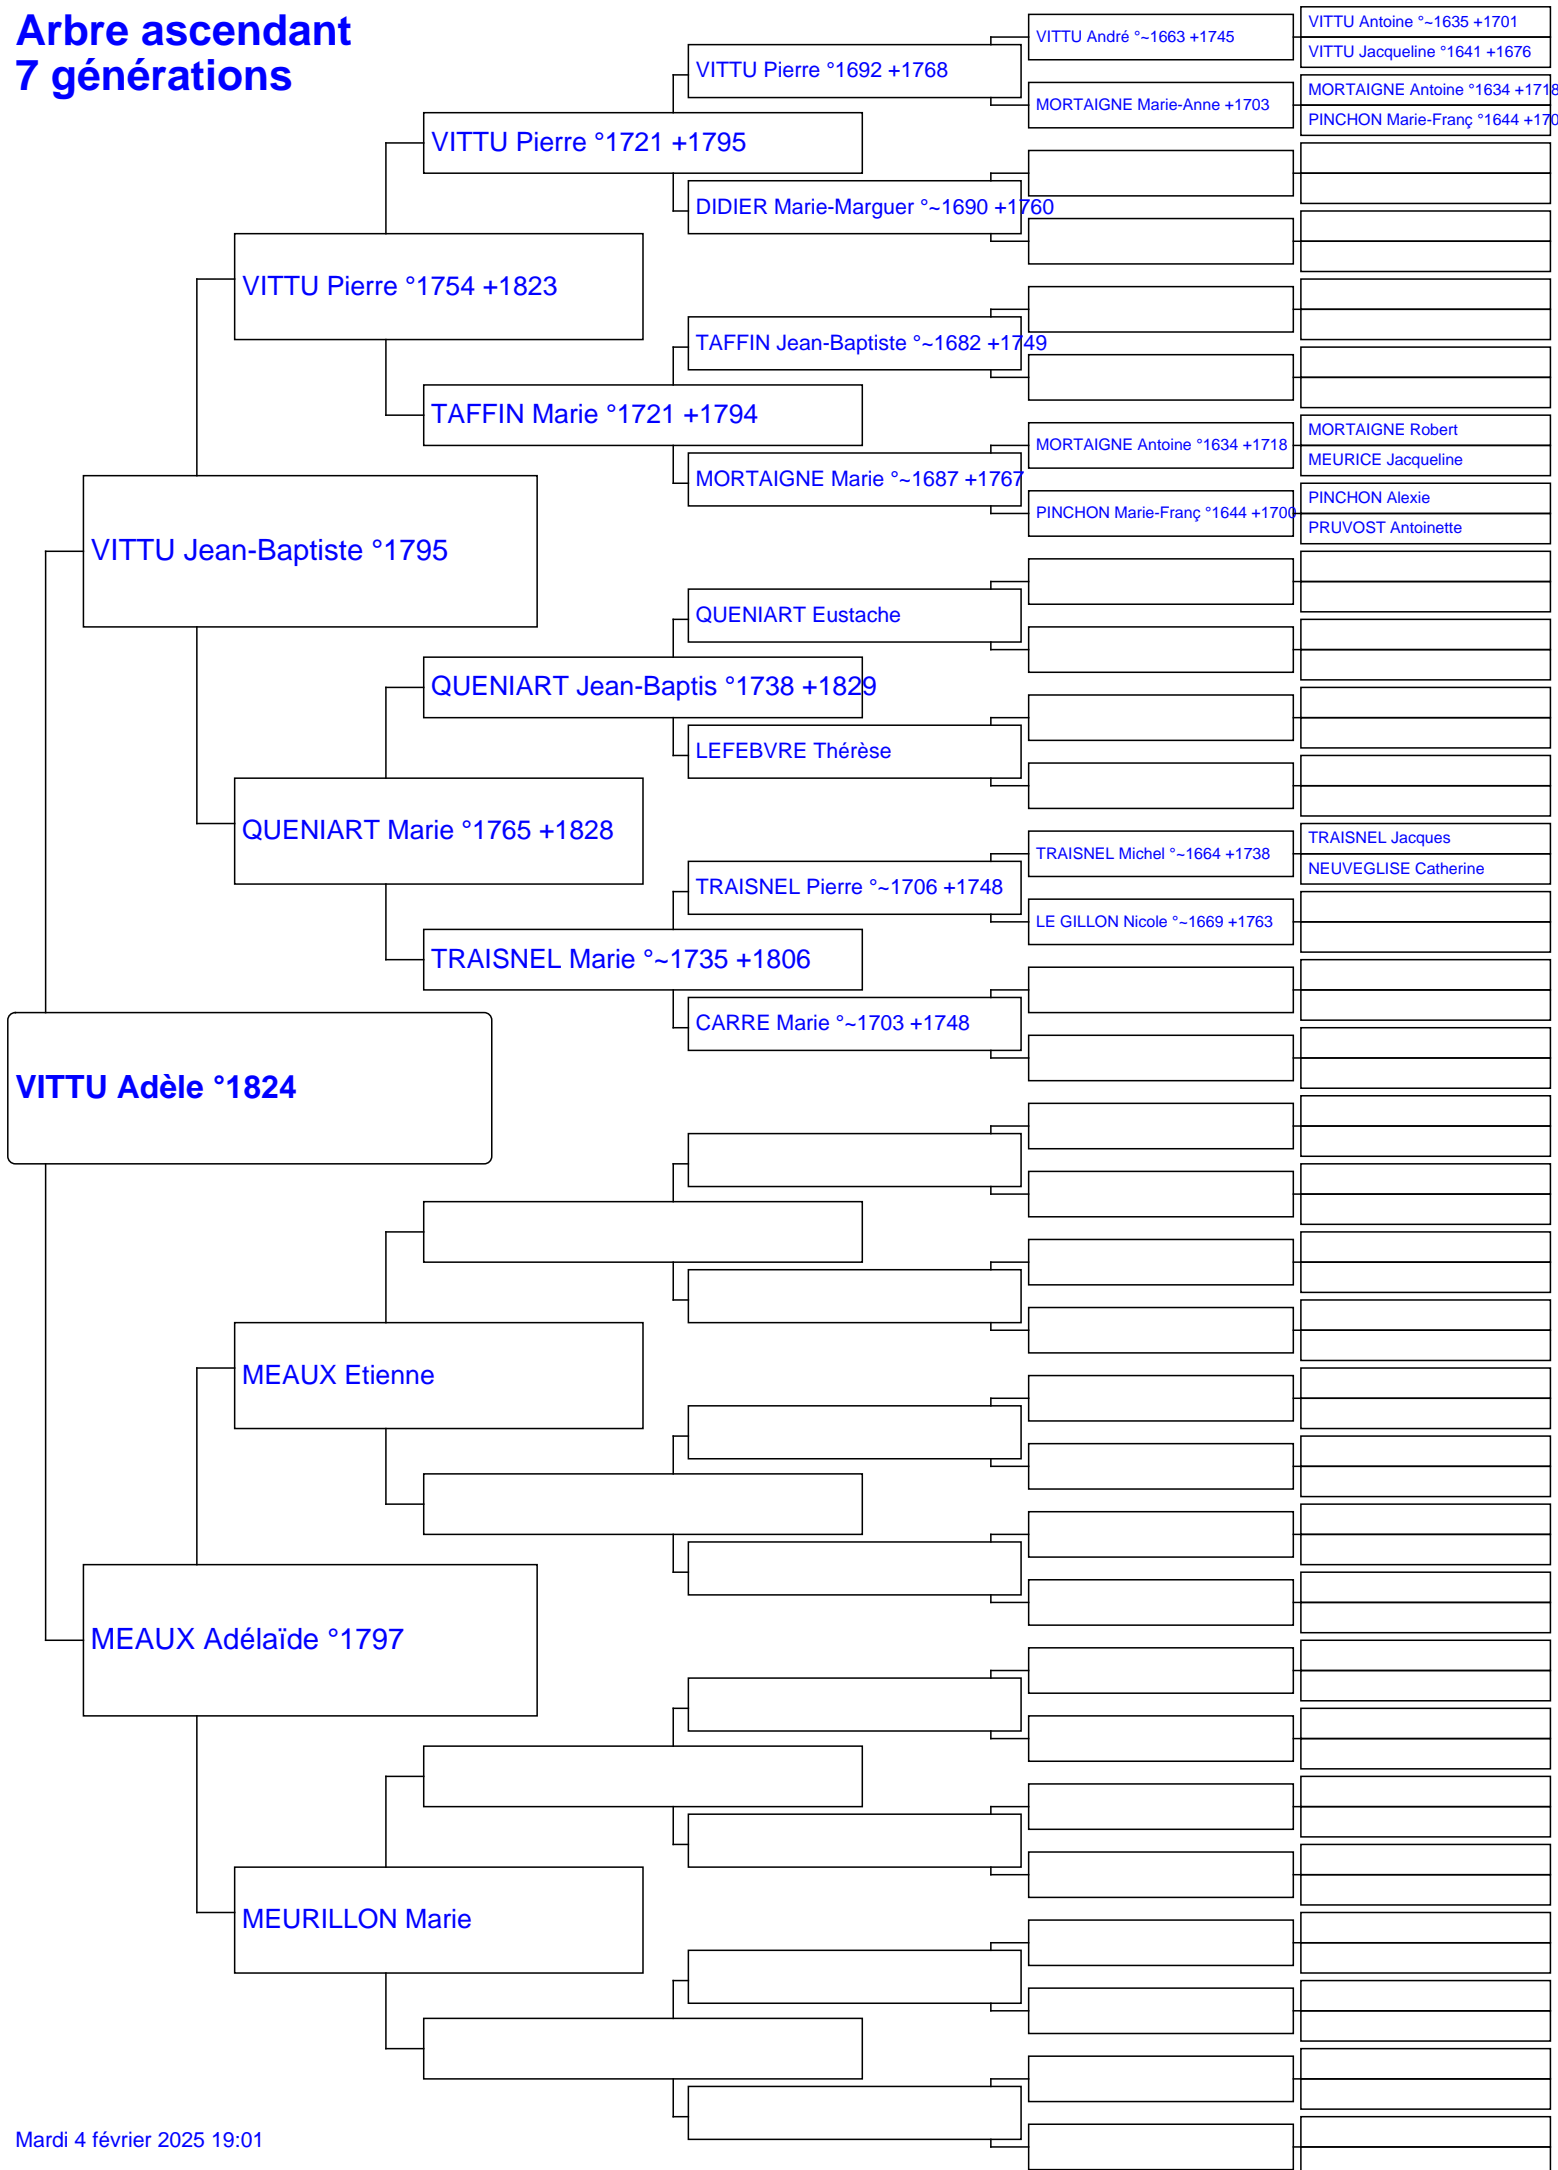 Arbre ascendant
7 générations
VITTU Antoine °~1635 +1701
VITTU André °~1663 +1745
VITTU Jacqueline °1641 +1676
VITTU Pierre °1692 +1768
MORTAIGNE Antoine °1634 +1718
MORTAIGNE Marie-Anne +1703
PINCHON Marie-Franç °1644 +170
VITTU Pierre °1721 +1795
DIDIER Marie-Marguer °~1690 +1760
VITTU Pierre °1754 +1823
TAFFIN Jean-Baptiste °~1682 +1749
TAFFIN Marie °1721 +1794
MORTAIGNE Robert
MORTAIGNE Antoine °1634 +1718
MEURICE Jacqueline
MORTAIGNE Marie °~1687 +1767
PINCHON Alexie
PINCHON Marie-Franç °1644 +1700
PRUVOST Antoinette
VITTU Jean-Baptiste °1795
QUENIART Eustache
QUENIART Jean-Baptis °1738 +1829
LEFEBVRE Thérèse
QUENIART Marie °1765 +1828
TRAISNEL Jacques
TRAISNEL Michel °~1664 +1738
NEUVEGLISE Catherine
TRAISNEL Pierre °~1706 +1748
LE GILLON Nicole °~1669 +1763
TRAISNEL Marie °~1735 +1806
CARRE Marie °~1703 +1748
VITTU Adèle °1824
MEAUX Etienne
MEAUX Adélaïde °1797
MEURILLON Marie
Mardi 4 février 2025 19:01